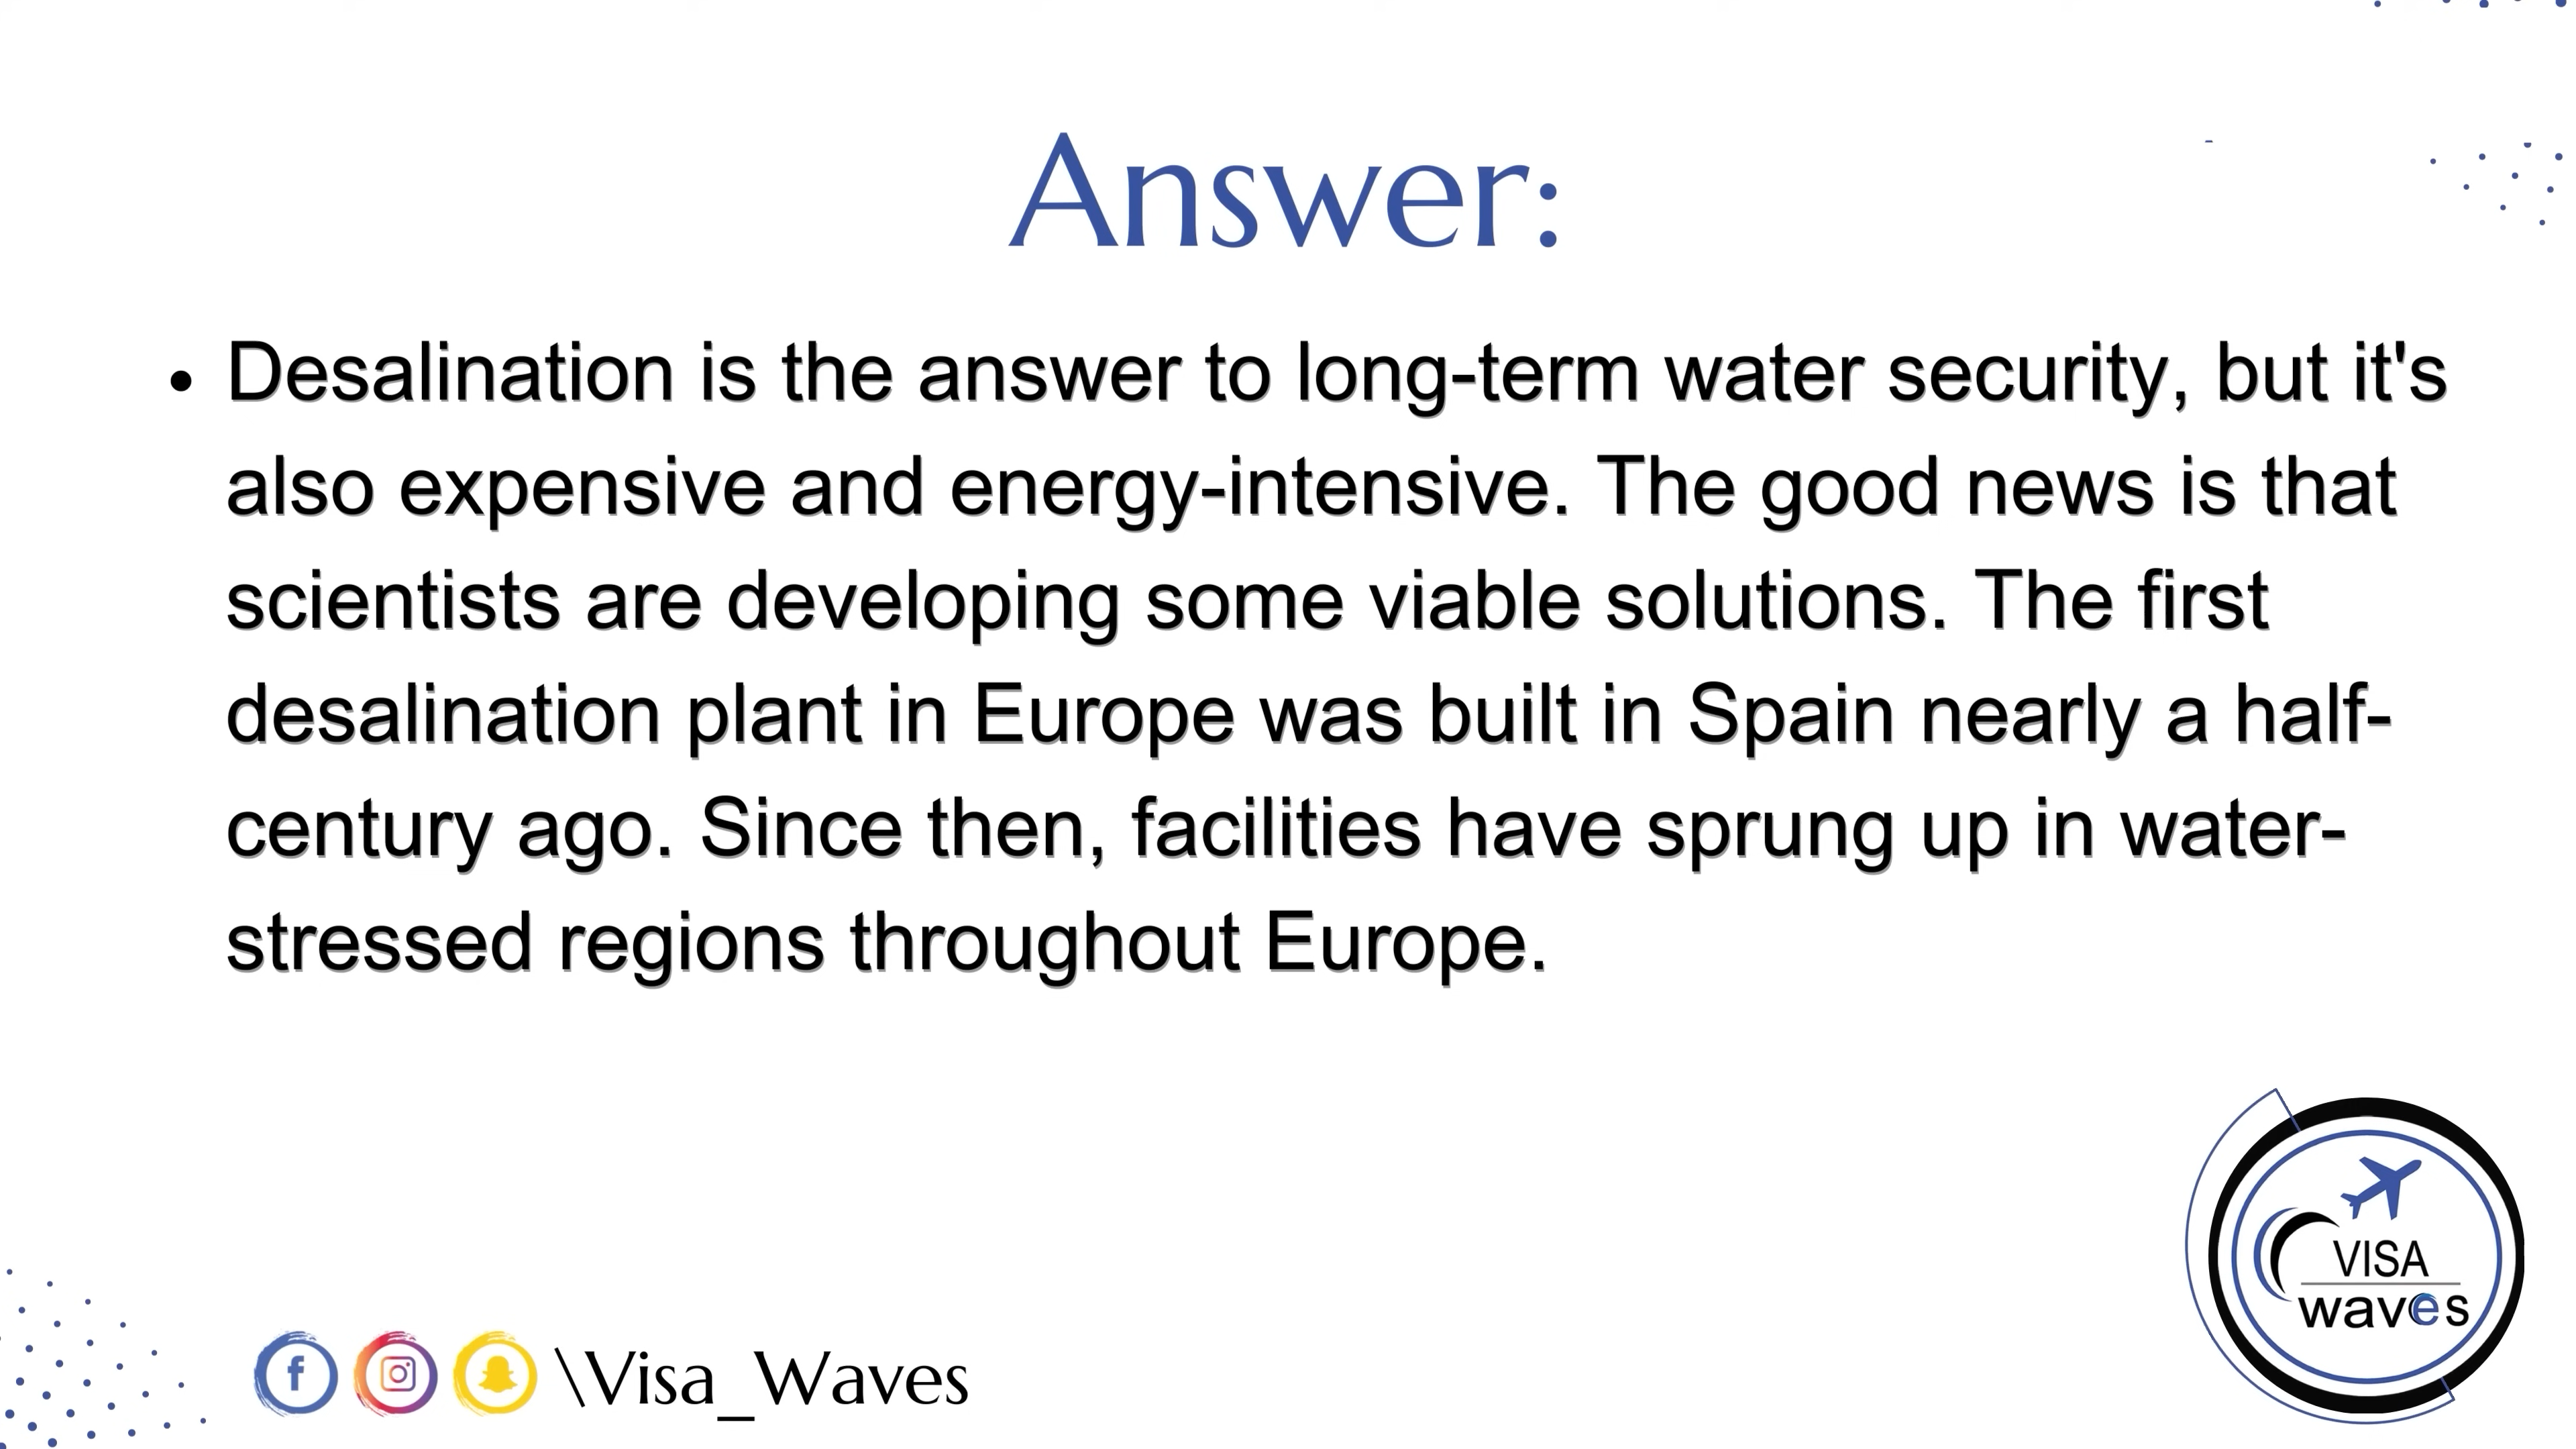 Answer:
• Desalination is the answer to long-term water security, but it's
also expensive and energy-intensive. The good news is that
scientists are developing some viable solutions. The first
desalination plant in Europe was built in Spain nearly a half-
century ago. Since then, facilities have sprung up in water-
stressed regions throughout Europe.
VISA
waves
\Visa_Waves